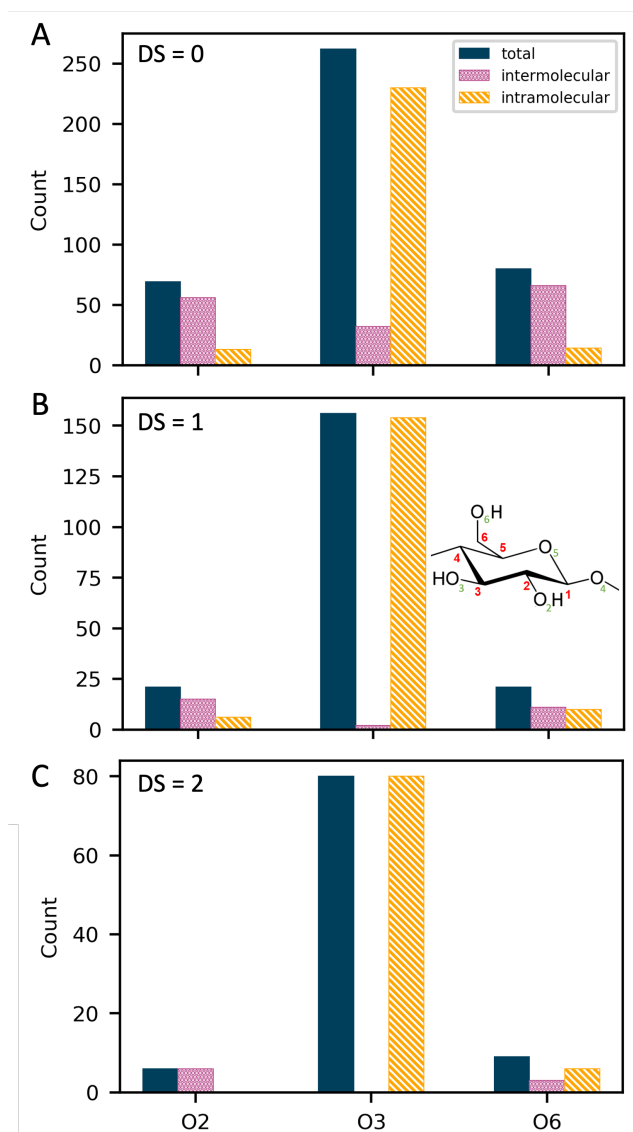 A
DS = 0
total
intermolecular
intramolecular
250
200
150
100
50
0
Count
B
DS = 1
150
125
100
75
50
25
0
Count
O6H
6
5
O5
4
HO3
3
2
O2H
1
O4
C
DS = 2
80
60
40
20
0
Count
O2
O3
O6